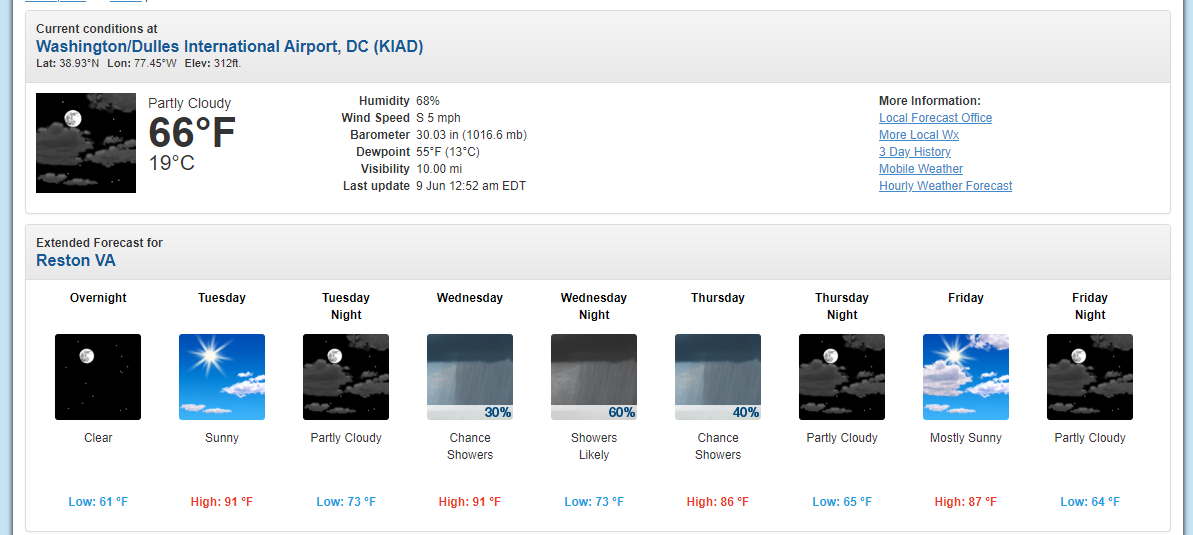 Current conditions at
Washington/Dulles International Airport, DC (KIAD)
Lat: 38.93°N Lon: 77.45°W Elev: 312ft.
Partly Cloudy
66°F
19°C
Humidity 68%
Wind Speed S 5 mph
Barometer 30.03 in (1016.6 mb)
Dewpoint 55°F (13°C)
Visibility 10.00 mi
Last update 9 Jun 12:52 am EDT
More Information:
Local Forecast Office
More Local Wx
3 Day History
Mobile Weather
Hourly Weather Forecast
Extended Forecast for
Reston VA
Overnight
Clear
Low: 61 °F
Tuesday
Sunny
High: 91 °F
Tuesday
Night
Partly Cloudy
Low: 73 °F
Wednesday
30%
Chance
Showers
High: 91 °F
Wednesday
Night
60%
Showers
Likely
Low: 73 °F
Thursday
40%
Chance
Showers
High: 86 °F
Thursday
Night
Partly Cloudy
Low: 65 °F
Friday
Mostly Sunny
High: 87 °F
Friday
Night
Partly Cloudy
Low: 64 °F